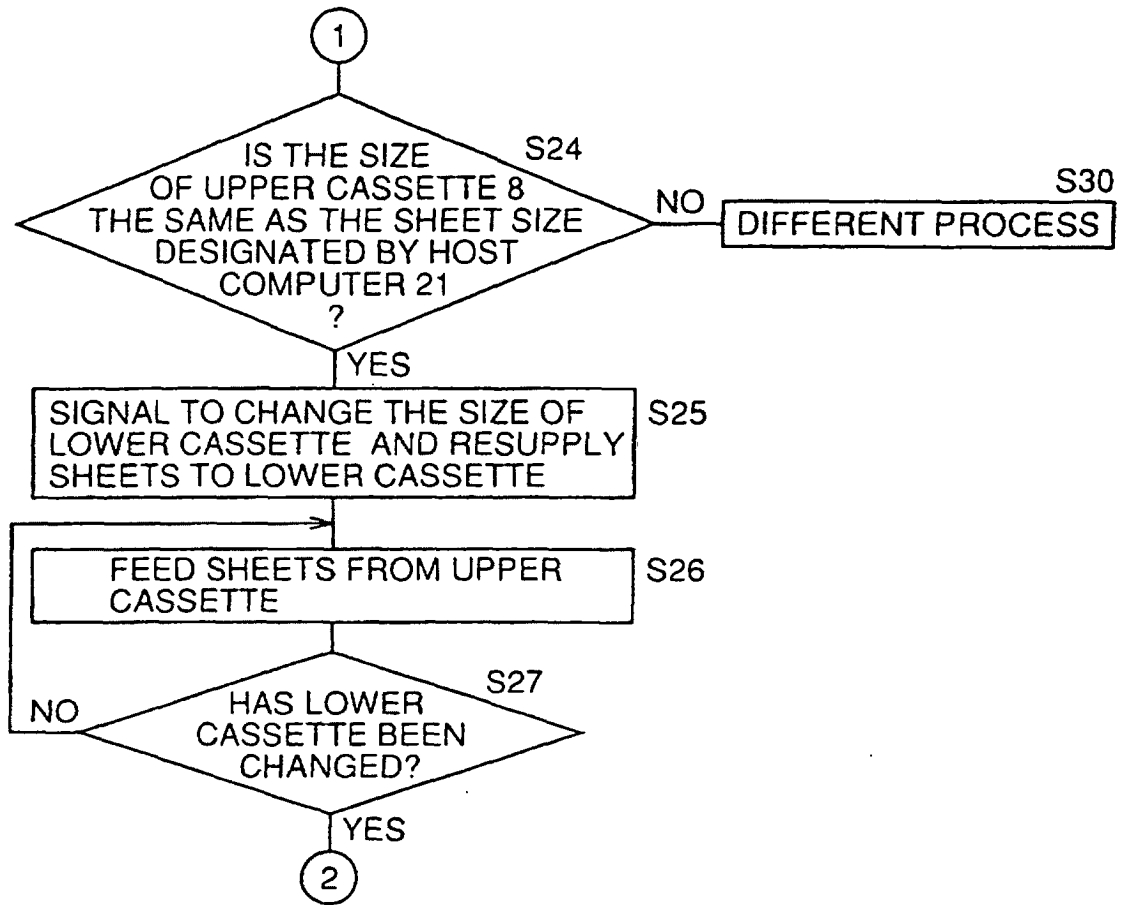 1
S24
IS THE SIZE
OF UPPER CASSETTE 8
THE SAME AS THE SHEET SIZE
DESIGNATED BY HOST
COMPUTER 21
?
NO
S30
DIFFERENT PROCESS
YES
SIGNAL TO CHANGE THE SIZE OF
LOWER CASSETTE AND RESUPPLY
SHEETS TO LOWER CASSETTE
S25
FEED SHEETS FROM UPPER
CASSETTE
S26
S27
HAS LOWER
CASSETTE BEEN
CHANGED?
NO
YES
2